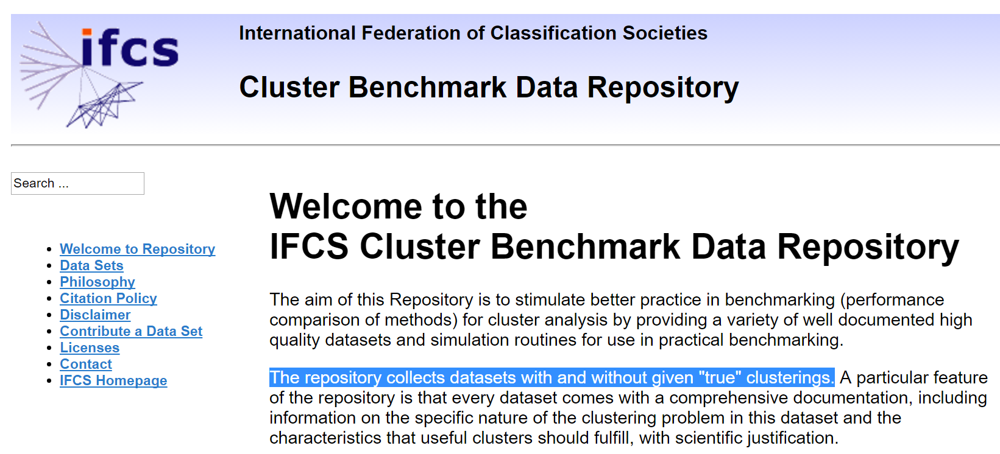 ifcs
International Federation of Classification Societies
Cluster Benchmark Data Repository
Search ...
Welcome to Repository
Data Sets
Philosophy
Citation Policy
Disclaimer
Contribute a Data Set
Licenses
Contact
IFCS Homepage
Welcome to the
IFCS Cluster Benchmark Data Repository
The aim of this Repository is to stimulate better practice in benchmarking (performance
comparison of methods) for cluster analysis by providing a variety of well documented high
quality datasets and simulation routines for use in practical benchmarking.
The repository collects datasets with and without given "true" clusterings. A particular feature
of the repository is that every dataset comes with a comprehensive documentation, including
information on the specific nature of the clustering problem in this dataset and the
characteristics that useful clusters should fulfill, with scientific justification.